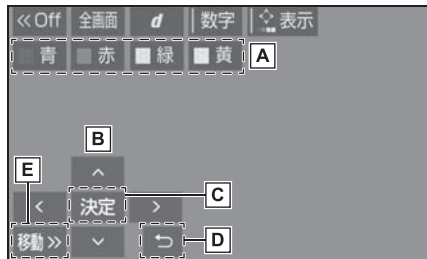 ≪Off 全画面 d 数字 表示
青 赤 緑 黄 A
B
E
^
< 決定 > C
移動≫ ﹀ ⮌ D